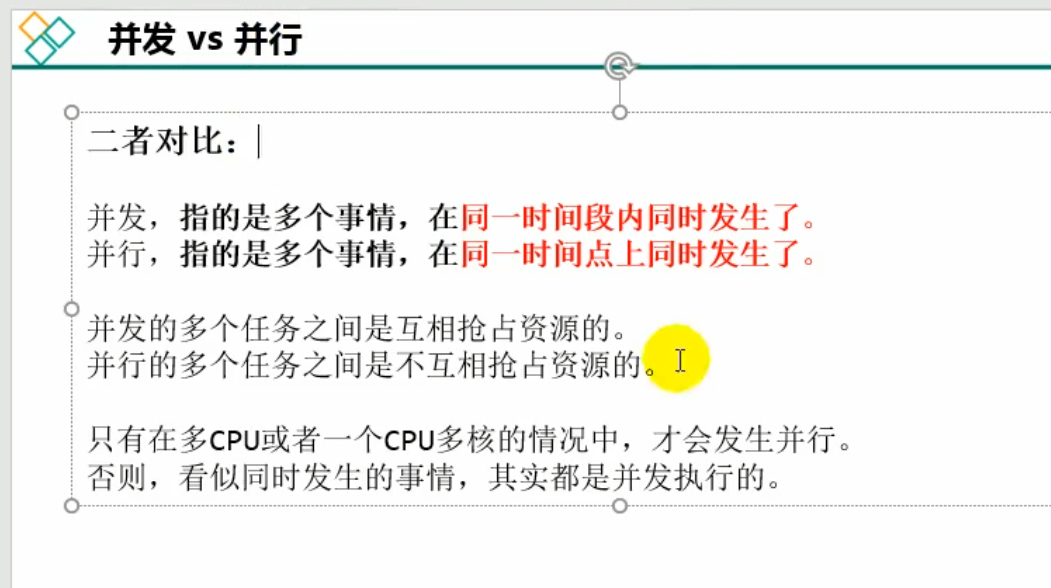 并发 vs 并行
二者对比：
并发，指的是多个事情，在同一时间段内同时发生了。
并行，指的是多个事情，在同一时间点上同时发生了。
并发的多个任务之间是互相抢占资源的。
并行的多个任务之间是不互相抢占资源的。
只有在多CPU或者一个CPU多核的情况中，才会发生并行。
否则，看似同时发生的事情，其实都是并发执行的。